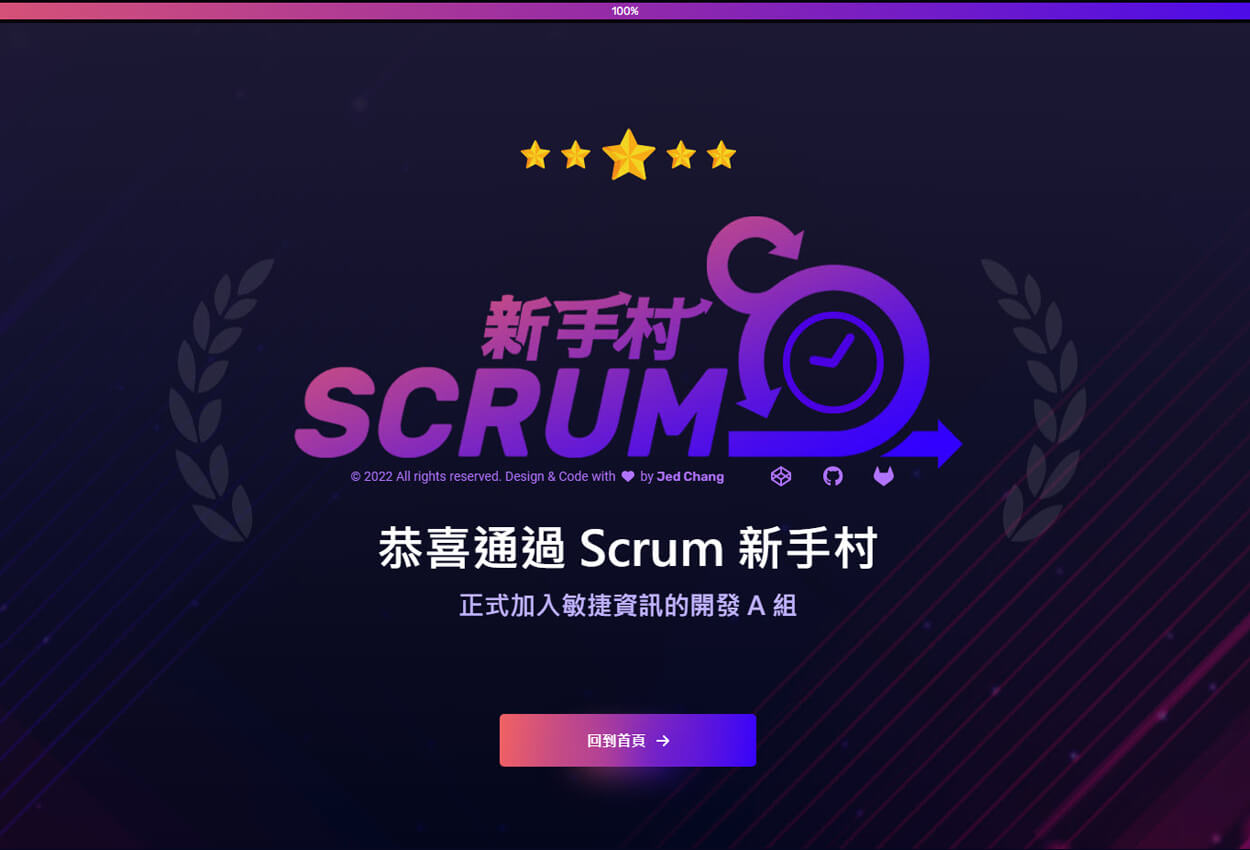 100%
新手村
SCRUM
© 2022 All rights reserved. Design & Code with ♥ by Jed Chang
恭喜通過 Scrum 新手村
正式加入敏捷資訊的開發 A 組
回到首頁 →